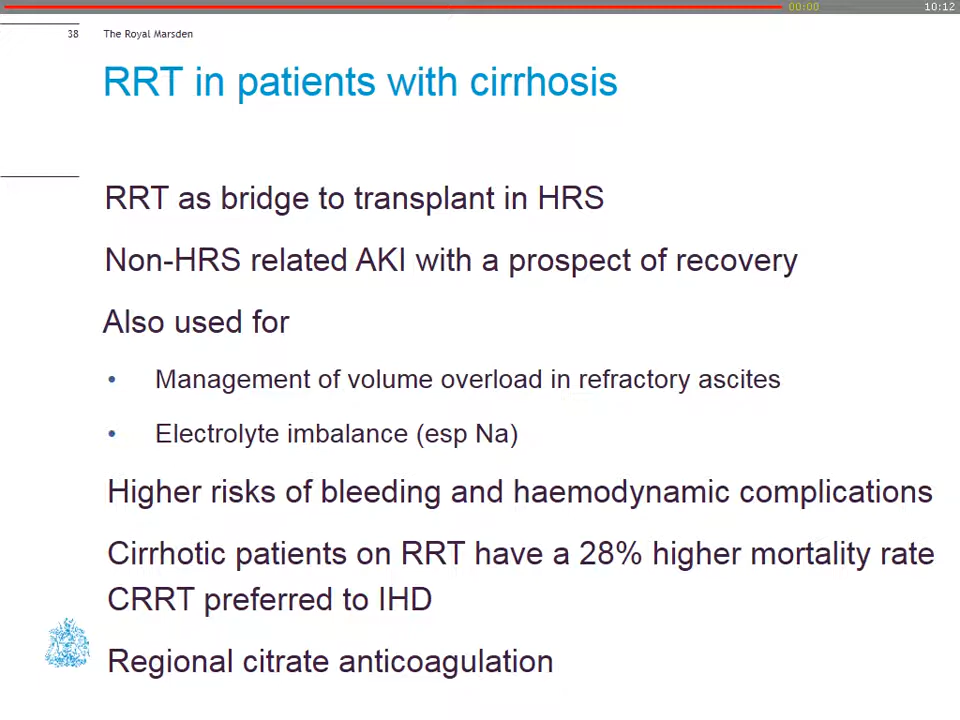 00:00 10:12
38 The Royal Marsden
RRT in patients with cirrhosis
RRT as bridge to transplant in HRS
Non-HRS related AKI with a prospect of recovery
Also used for
• Management of volume overload in refractory ascites
• Electrolyte imbalance (esp Na)
Higher risks of bleeding and haemodynamic complications
Cirrhotic patients on RRT have a 28% higher mortality rate
CRRT preferred to IHD
Regional citrate anticoagulation